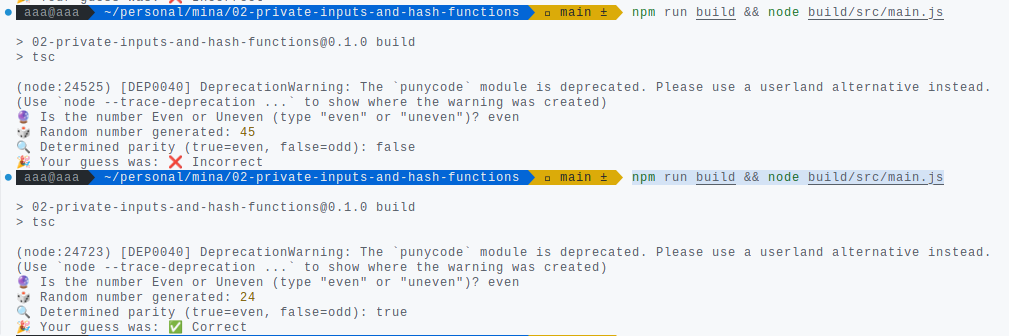 aaa@aaa ~/personal/mina/02-private-inputs-and-hash-functions main ± npm run build && node build/src/main.js
> 02-private-inputs-and-hash-functions@0.1.0 build
> tsc
(node:24525) [DEP0040] DeprecationWarning: The `punycode` module is deprecated. Please use a userland alternative instead.
(Use `node --trace-deprecation ...` to show where the warning was created)
🔮 Is the number Even or Uneven (type "even" or "uneven")? even
🎲 Random number generated: 45
🔍 Determined parity (true=even, false=odd): false
🎉 Your guess was: ❌ Incorrect
aaa@aaa ~/personal/mina/02-private-inputs-and-hash-functions main ± npm run build && node build/src/main.js
> 02-private-inputs-and-hash-functions@0.1.0 build
> tsc
(node:24723) [DEP0040] DeprecationWarning: The `punycode` module is deprecated. Please use a userland alternative instead.
(Use `node --trace-deprecation ...` to show where the warning was created)
🔮 Is the number Even or Uneven (type "even" or "uneven")? even
🎲 Random number generated: 24
🔍 Determined parity (true=even, false=odd): true
🎉 Your guess was: ✅ Correct